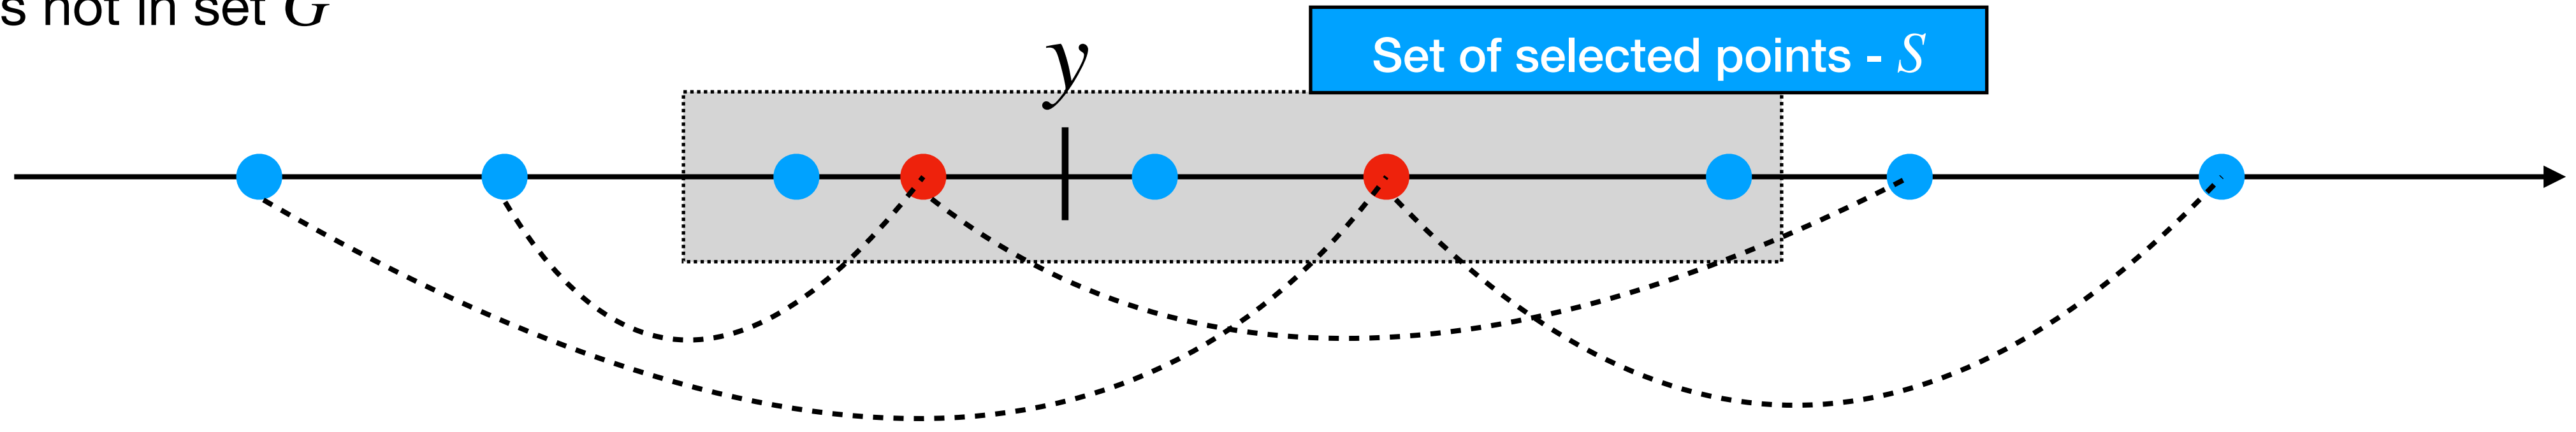 s not in set G
y
Set of selected points - S